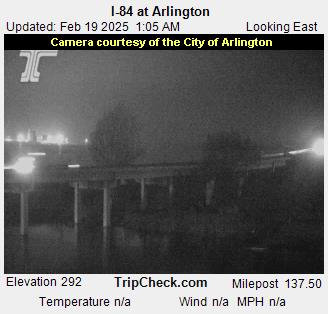 I-84 at Arlington
Updated: Feb 19 2025 1:05 AM Looking East
Camera courtesy of the City of Arlington
Elevation 292 TripCheck.com Milepost 137.50
Temperature n/a Wind n/a MPH n/a